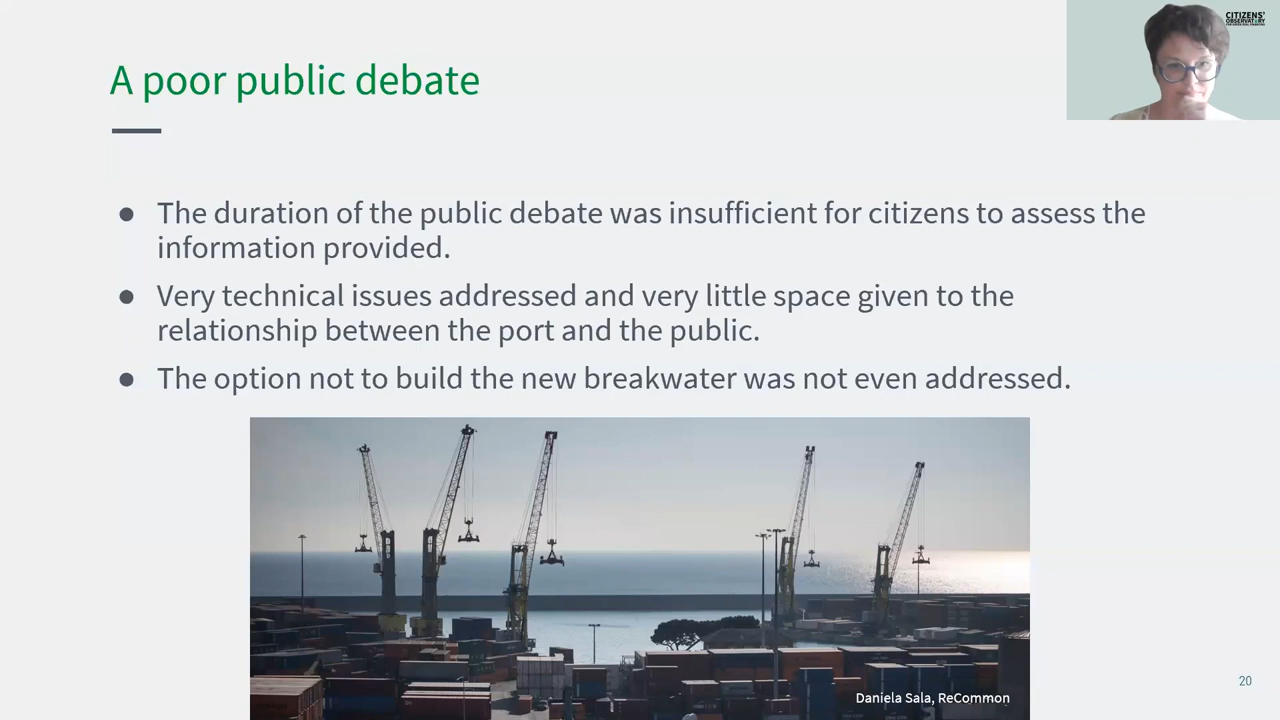 A poor public debate
CITIZENS'
OBSERVATORY
● The duration of the public debate was insufficient for citizens to assess the
information provided.
● Very technical issues addressed and very little space given to the
relationship between the port and the public.
● The option not to build the new breakwater was not even addressed.
Daniela Sala, ReCommon
20